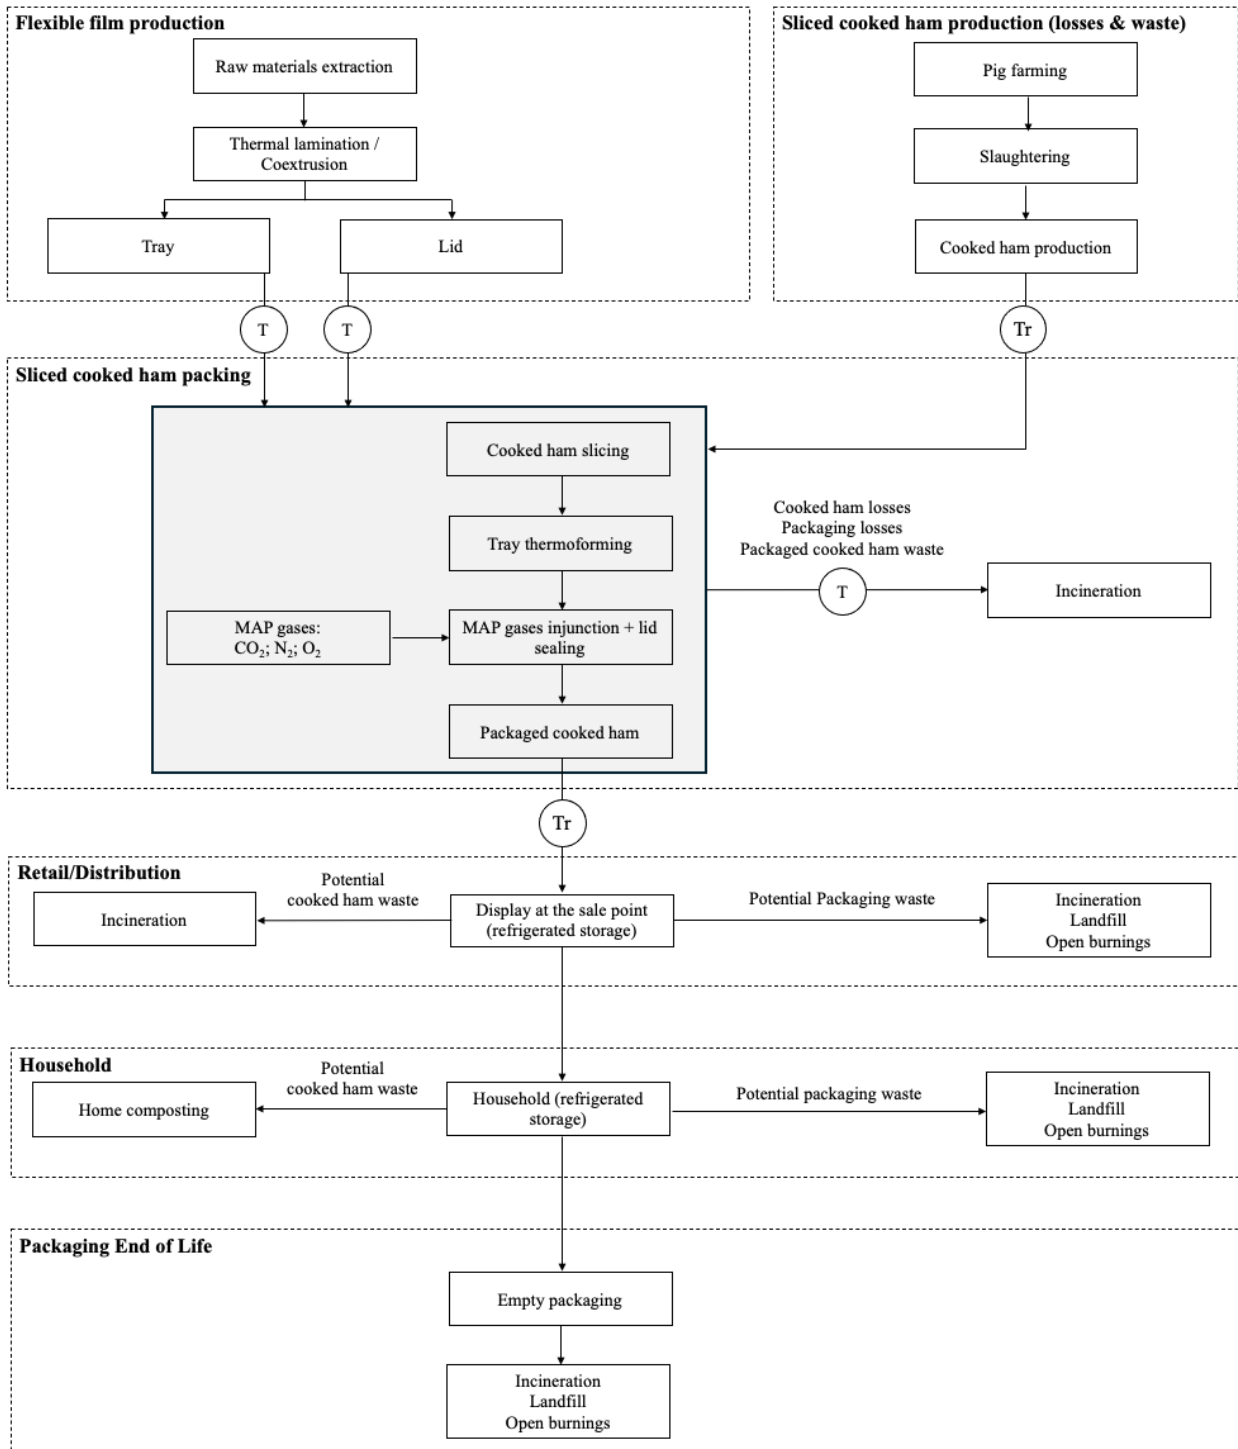 Flexible film production
Raw materials extraction
Thermal lamination /
Coextrusion
Tray
Lid
T
T
Sliced cooked ham production (losses & waste)
Pig farming
Slaughtering
Cooked ham production
Tr
Sliced cooked ham packing
Cooked ham slicing
Tray thermoforming
MAP gases:
CO₂; N₂; O₂
MAP gases injunction + lid
sealing
Packaged cooked ham
Cooked ham losses
Packaging losses
Packaged cooked ham waste
T
Incineration
Tr
Retail/Distribution
Incineration
Potential
cooked ham waste
Display at the sale point
(refrigerated storage)
Potential Packaging waste
Incineration
Landfill
Open burnings
Household
Home composting
Potential
cooked ham waste
Household (refrigerated
storage)
Potential packaging waste
Incineration
Landfill
Open burnings
Packaging End of Life
Empty packaging
Incineration
Landfill
Open burnings